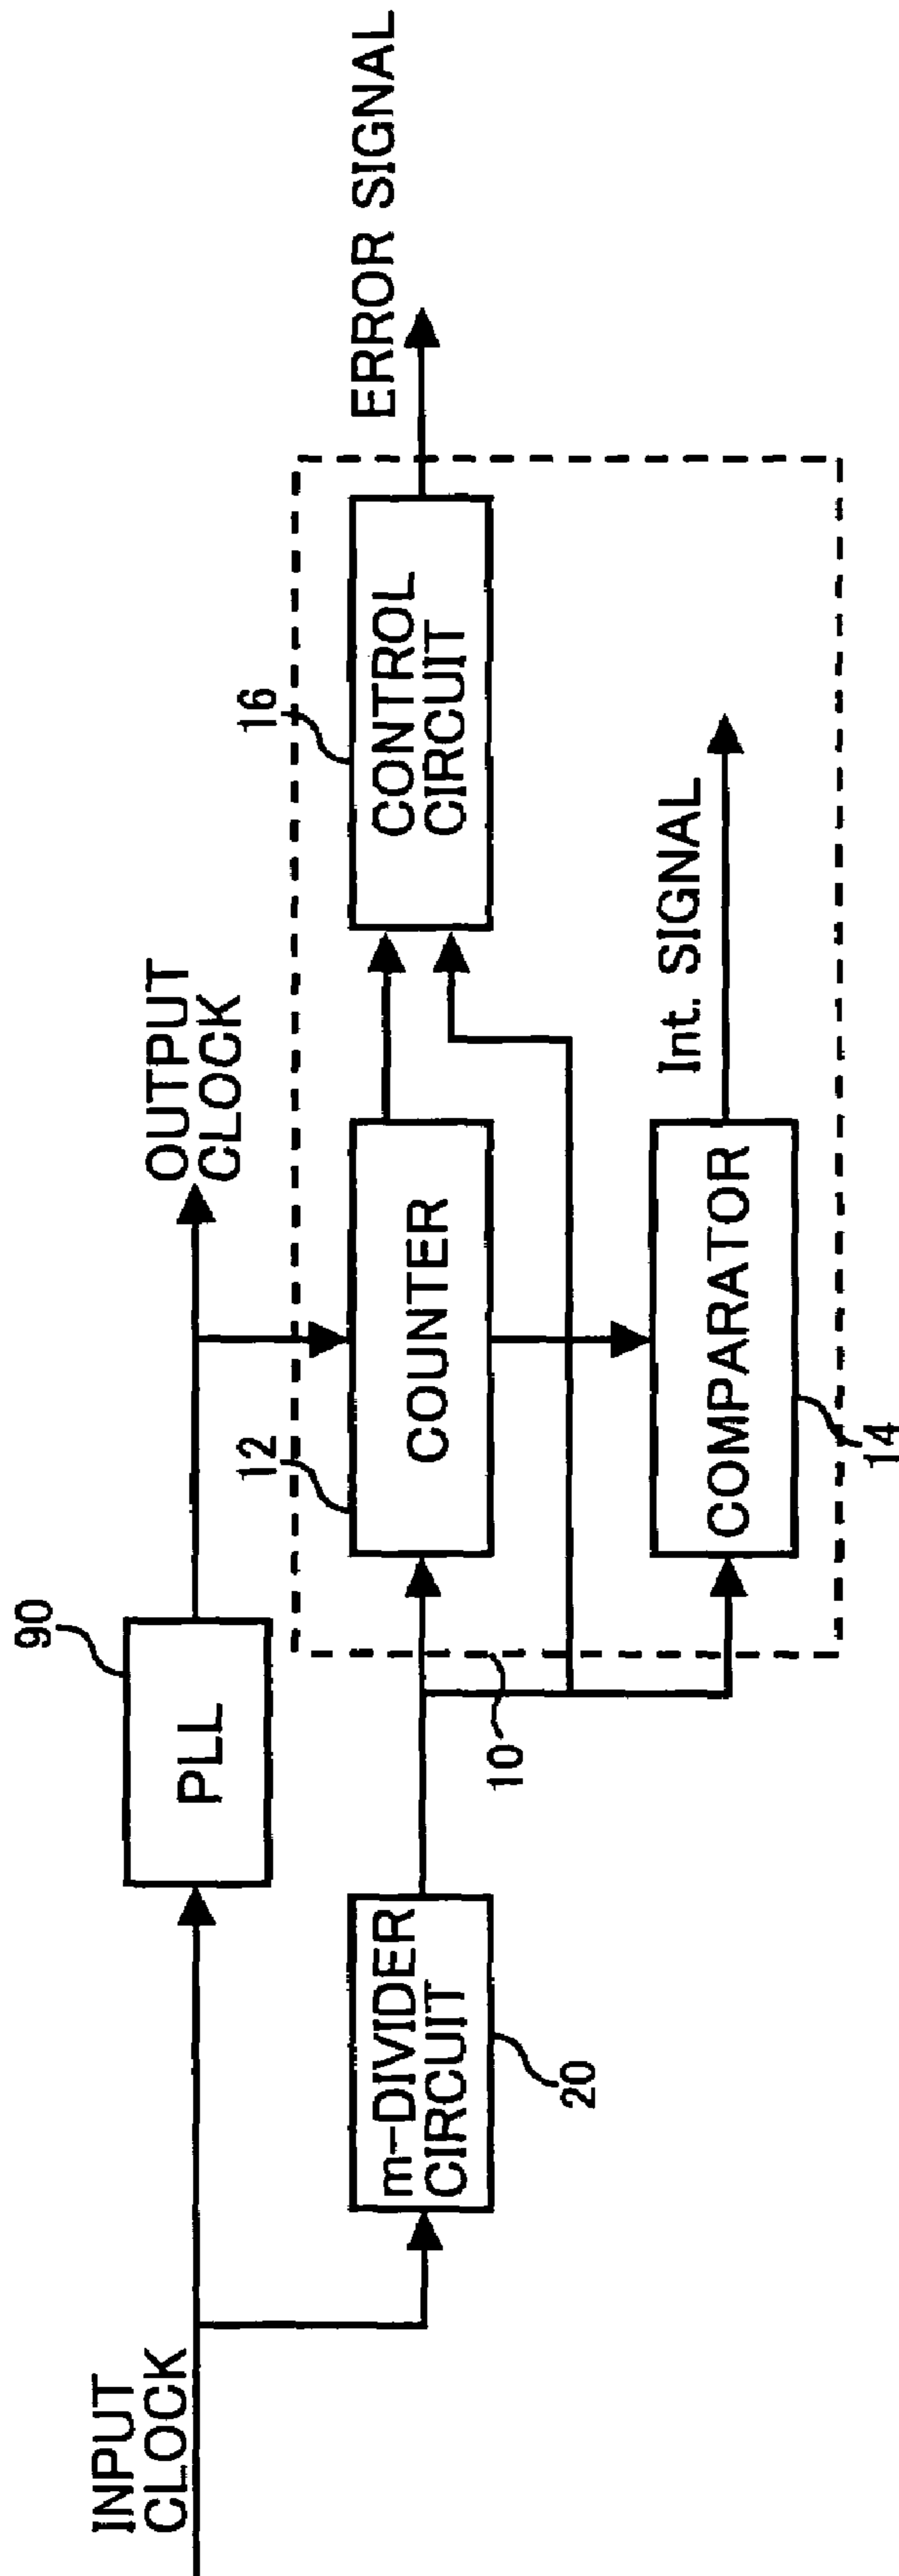 INPUT
CLOCK
90
PLL
OUTPUT
CLOCK
m-DIVIDER
CIRCUIT
20
10
12
COUNTER
16
CONTROL
CIRCUIT
ERROR SIGNAL
COMPARATOR
14
Int. SIGNAL